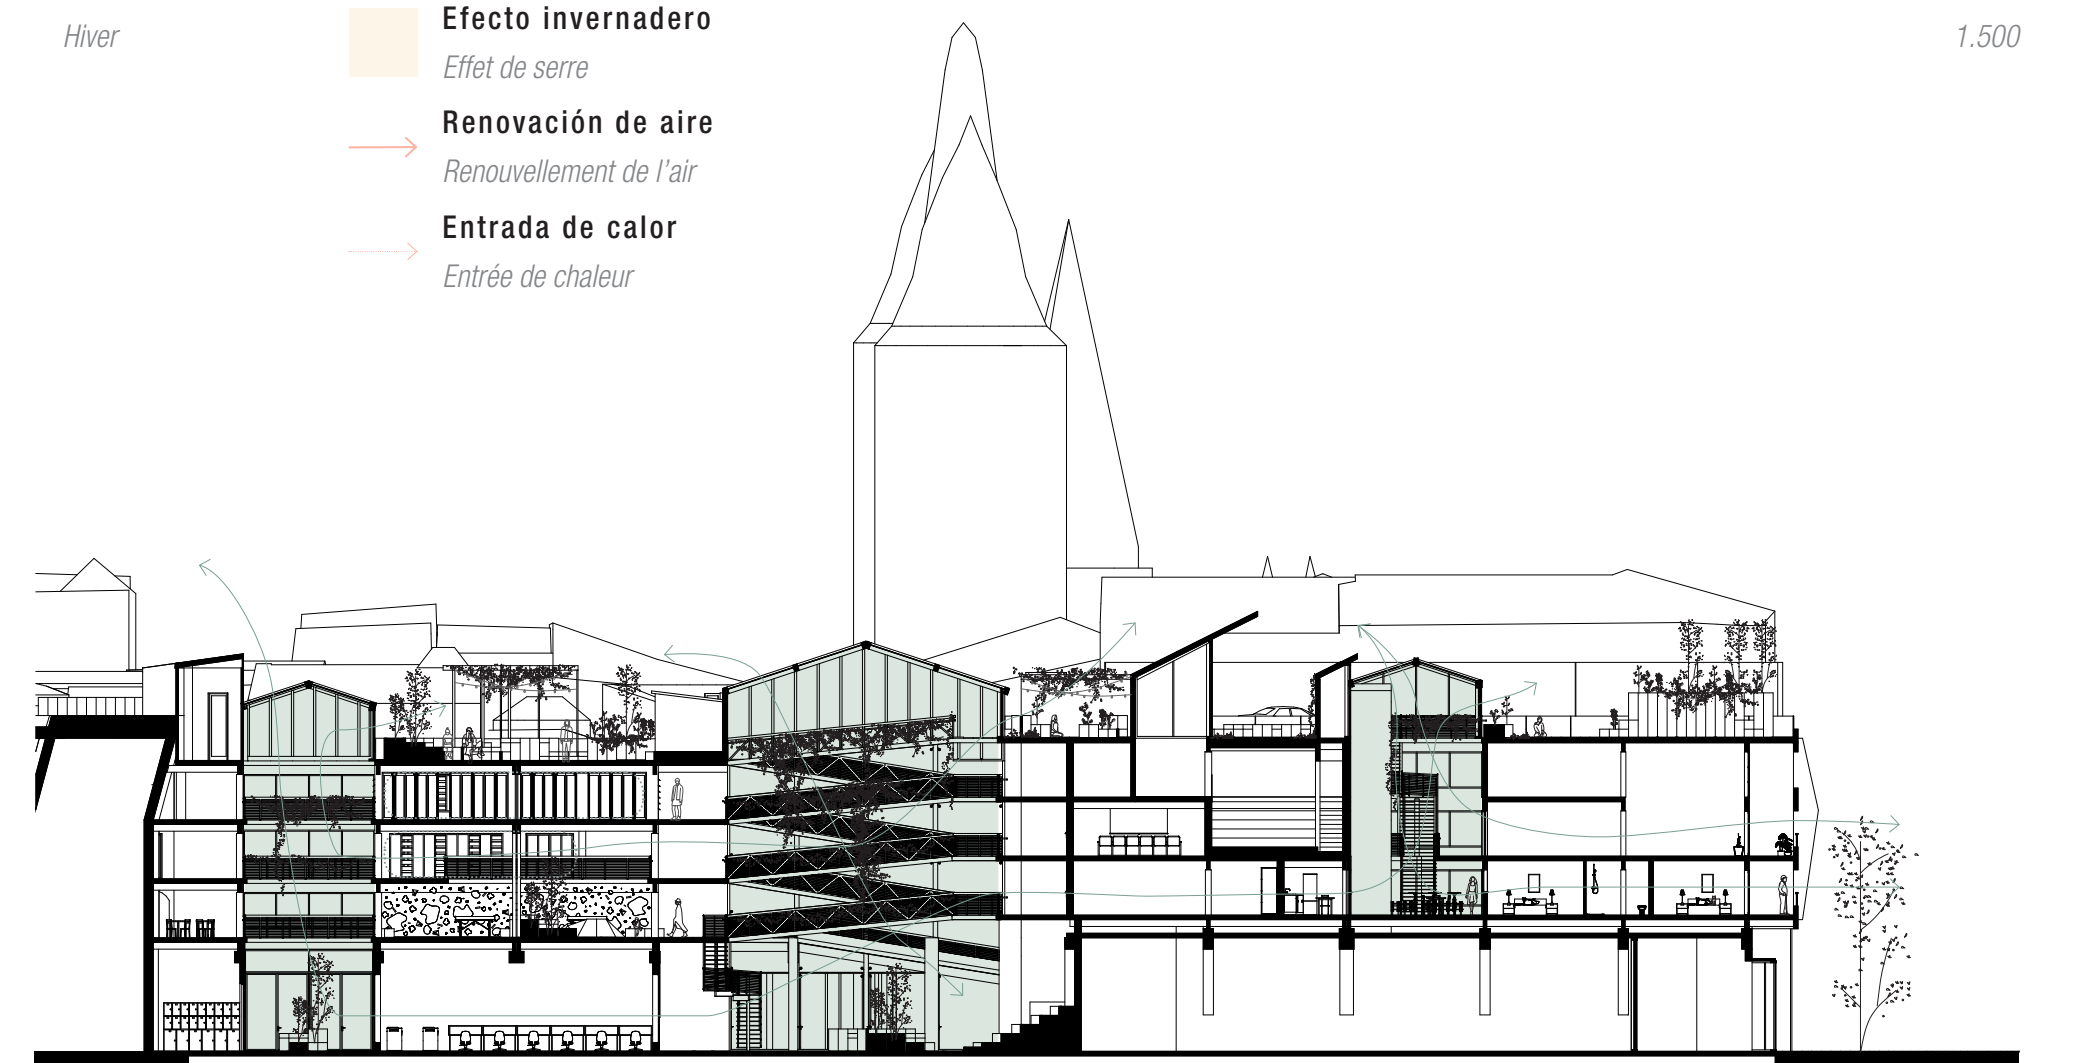 Hiver
Efecto invernadero
Effet de serre
Renovación de aire
Renouvellement de l'air
Entrada de calor
Entrée de chaleur
1.500